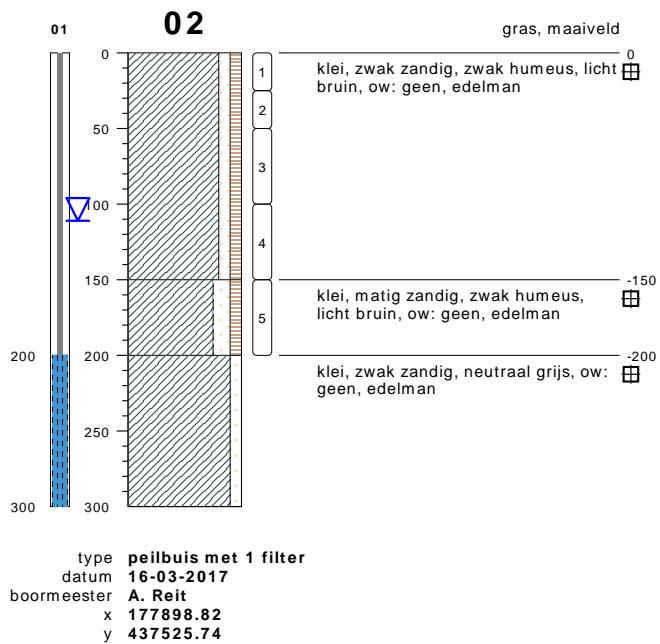 01
02
gras, maaiveld
0
0
1
klei, zwak zandig, zwak humeus, licht
bruin, ow: geen, edelman
2
50
3
100
4
150
-150
klei, matig zandig, zwak humeus,
licht bruin, ow: geen, edelman
5
200
200
-200
klei, zwak zandig, neutraal grijs, ow:
geen, edelman
250
300
300
type peilbuis met 1 filter
datum 16-03-2017
boormeester A. Reit
x 177898.82
y 437525.74